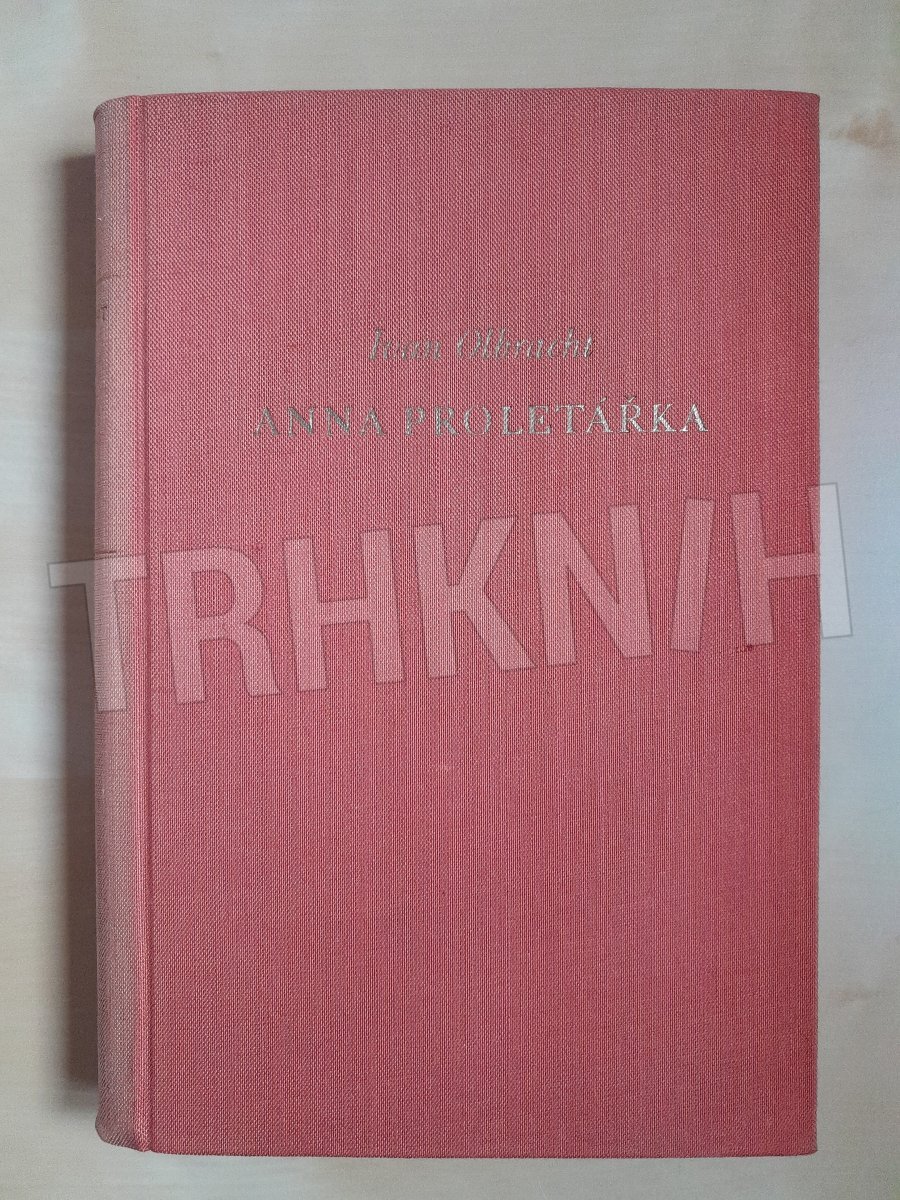 Ivan Olbracht
ANNA PROLETÁŘKA
TRHKNIH